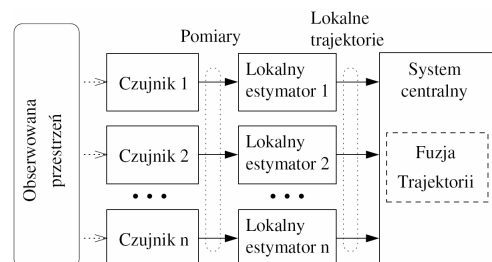 Pomiary
Lokalne
trajektorie
Obserwowana
przestrzeń
Czujnik 1
Lokalny
estymator 1
System
centralny
Czujnik 2
Lokalny
estymator 2
Fuzja
Trajektorii
Czujnik n
Lokalny
estymator n